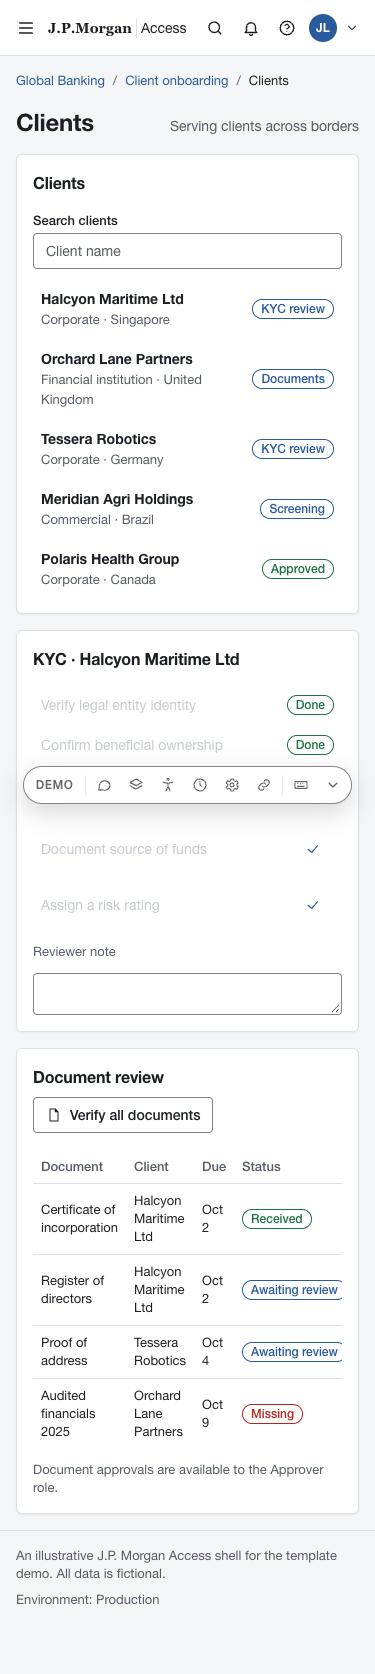 J.P.Morgan Access JL
Global Banking / Client onboarding / Clients
Clients Serving clients across borders
Clients
Search clients
Client name
Halcyon Maritime Ltd
Corporate · Singapore
KYC review
Orchard Lane Partners
Financial institution · United
Kingdom
Documents
Tessera Robotics
Corporate · Germany
KYC review
Meridian Agri Holdings
Commercial · Brazil
Screening
Polaris Health Group
Corporate · Canada
Approved
KYC · Halcyon Maritime Ltd
Verify legal entity identity Done
Confirm beneficial ownership Done
DEMO
Document source of funds
Assign a risk rating
Reviewer note
Document review
Verify all documents
Document Client Due Status
Certificate of
incorporation
Halcyon
Maritime
Ltd
Oct
2
Received
Register of
directors
Halcyon
Maritime
Ltd
Oct
2
Awaiting review
Proof of
address
Tessera
Robotics
Oct
4
Awaiting review
Audited
financials
2025
Orchard
Lane
Partners
Oct
9
Missing
Document approvals are available to the Approver
role.
An illustrative J.P. Morgan Access shell for the template
demo. All data is fictional.
Environment: Production